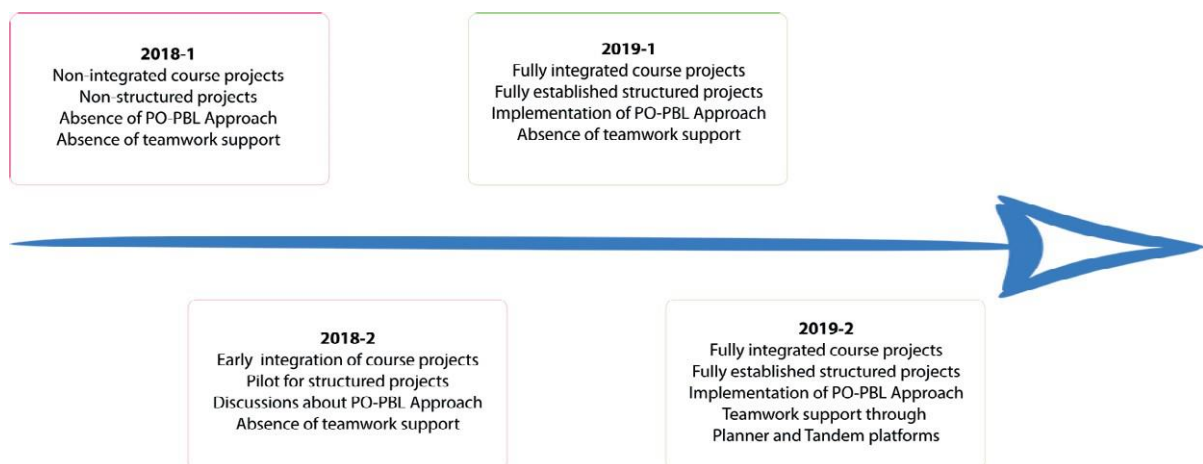 2018-1
Non-integrated course projects
Non-structured projects
Absence of PO-PBL Approach
Absence of teamwork support
2019-1
Fully integrated course projects
Fully established structured projects
Implementation of PO-PBL Approach
Absence of teamwork support
2018-2
Early integration of course projects
Pilot for structured projects
Discussions about PO-PBL Approach
Absence of teamwork support
2019-2
Fully integrated course projects
Fully established structured projects
Implementation of PO-PBL Approach
Teamwork support through
Planner and Tandem platforms